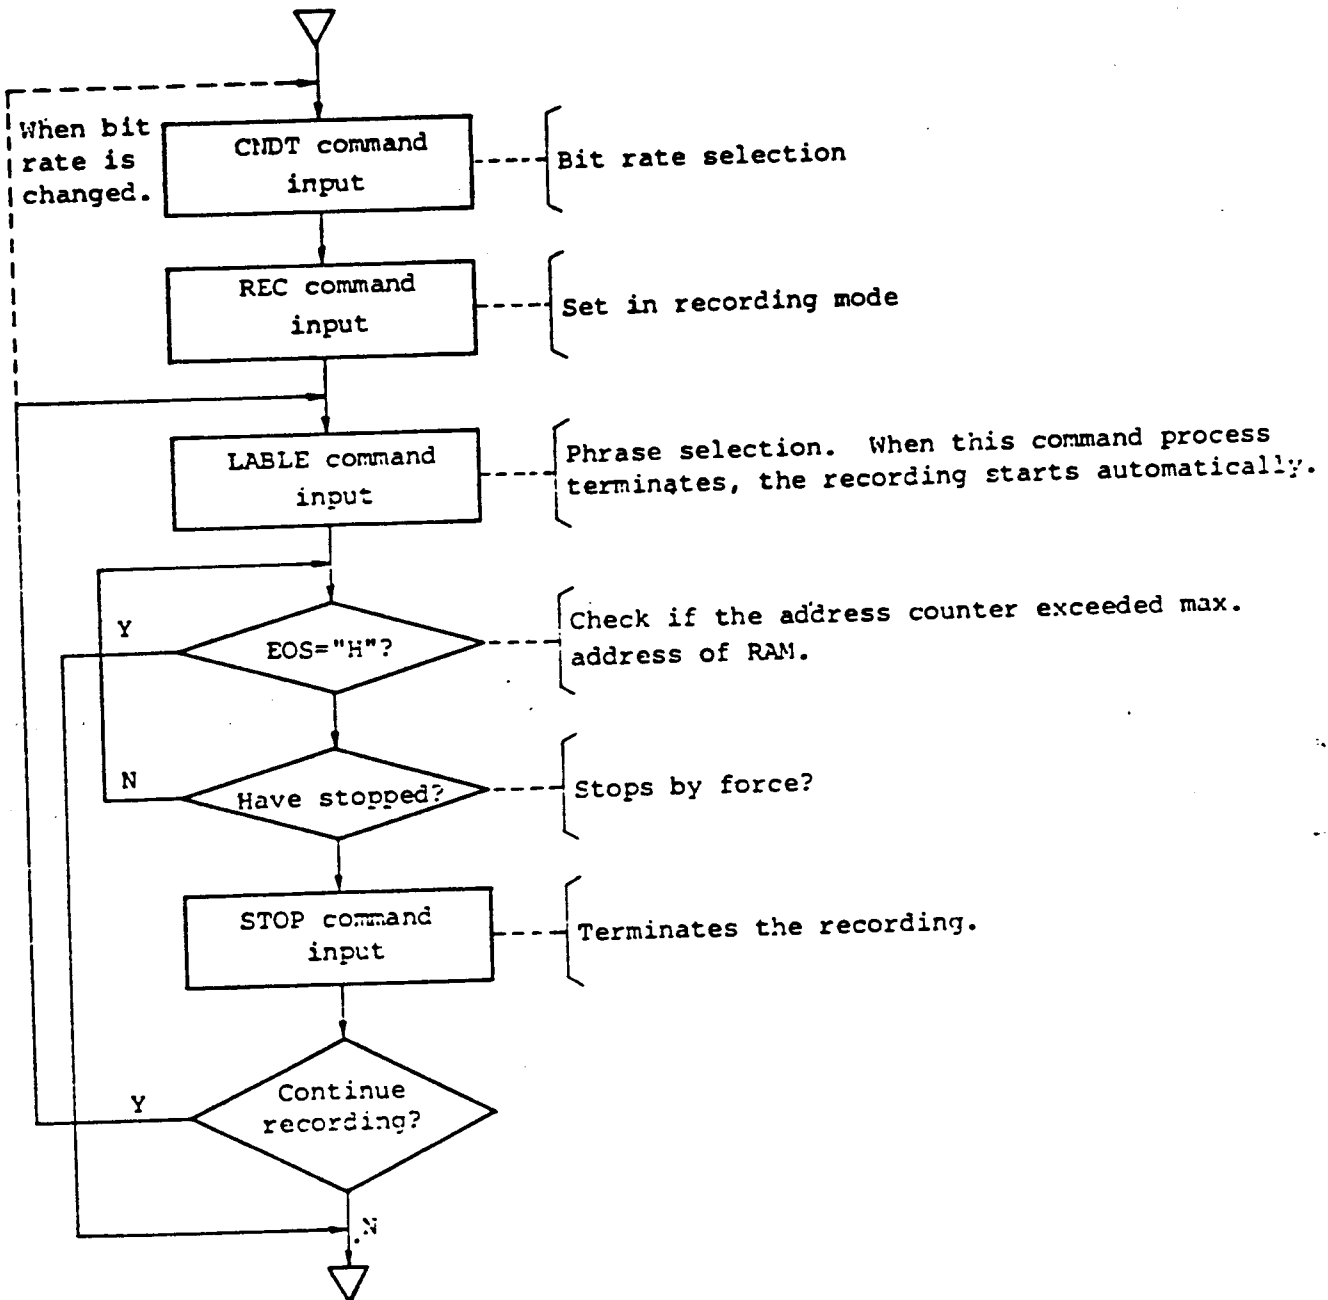 When bit
rate is
changed.
CNDT command
input
Bit rate selection
REC command
input
Set in recording mode
LABLE command
input
Phrase selection. When this command process
terminates, the recording starts automatically.
Y
EOS="H"?
Check if the address counter exceeded max.
address of RAM.
N
Have stopped?
Stops by force?
STOP command
input
Terminates the recording.
Y
Continue
recording?
N